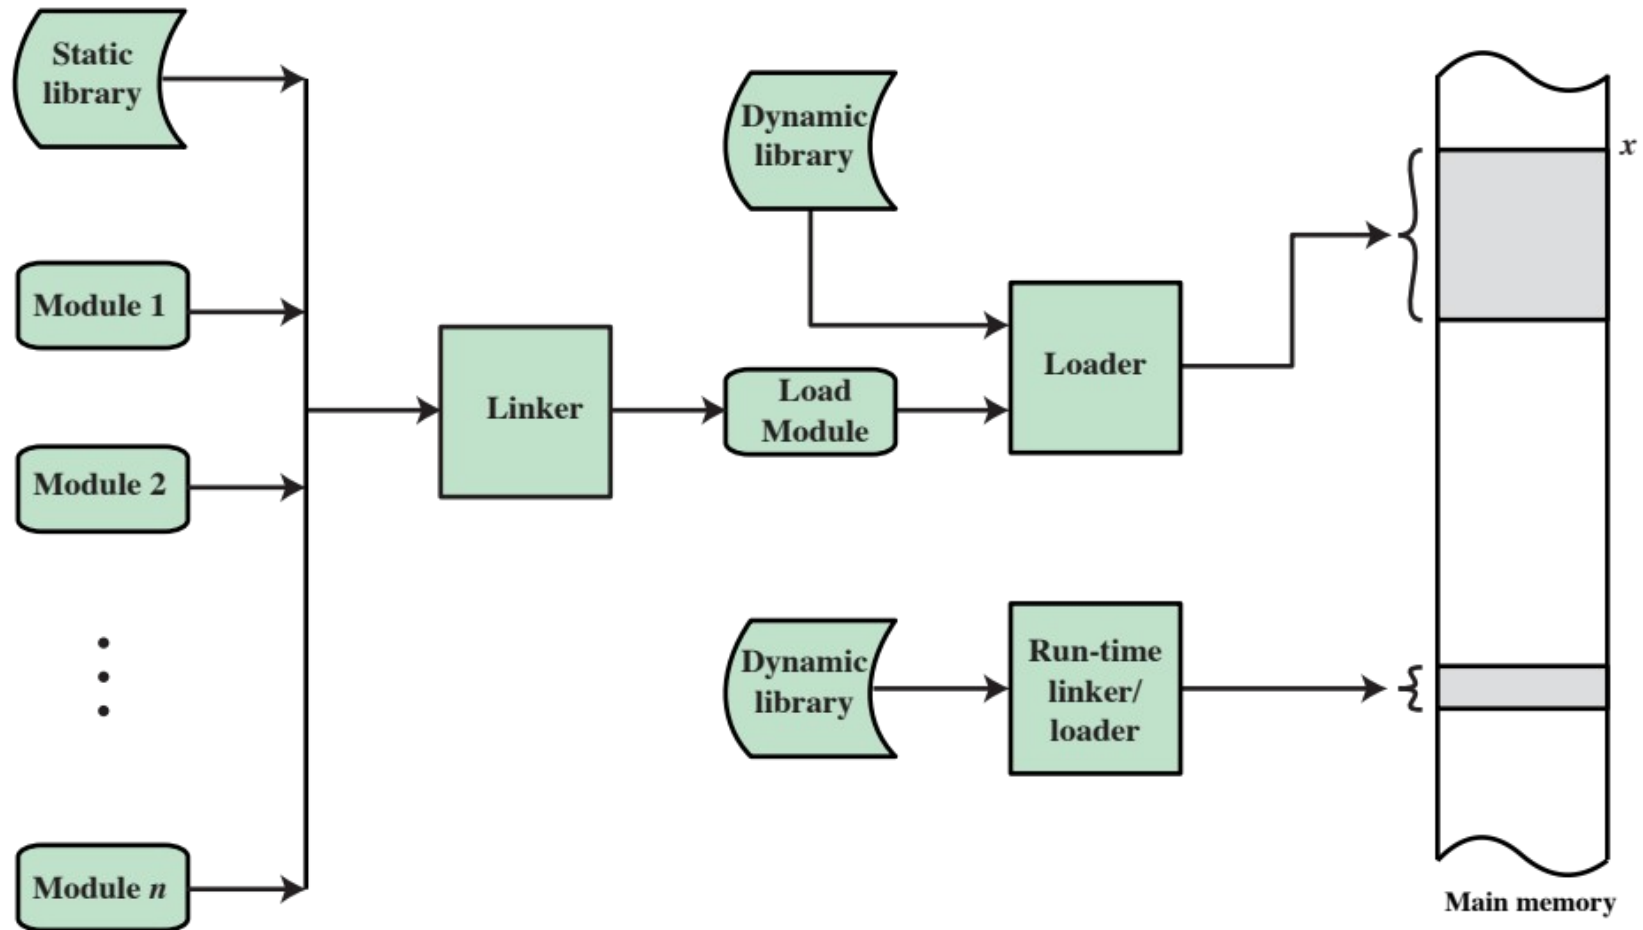 Static
library
Module 1
Module 2
Module n
Linker
Dynamic
library
Load
Module
Loader
Dynamic
library
Run-time
linker/
loader
x
Main memory